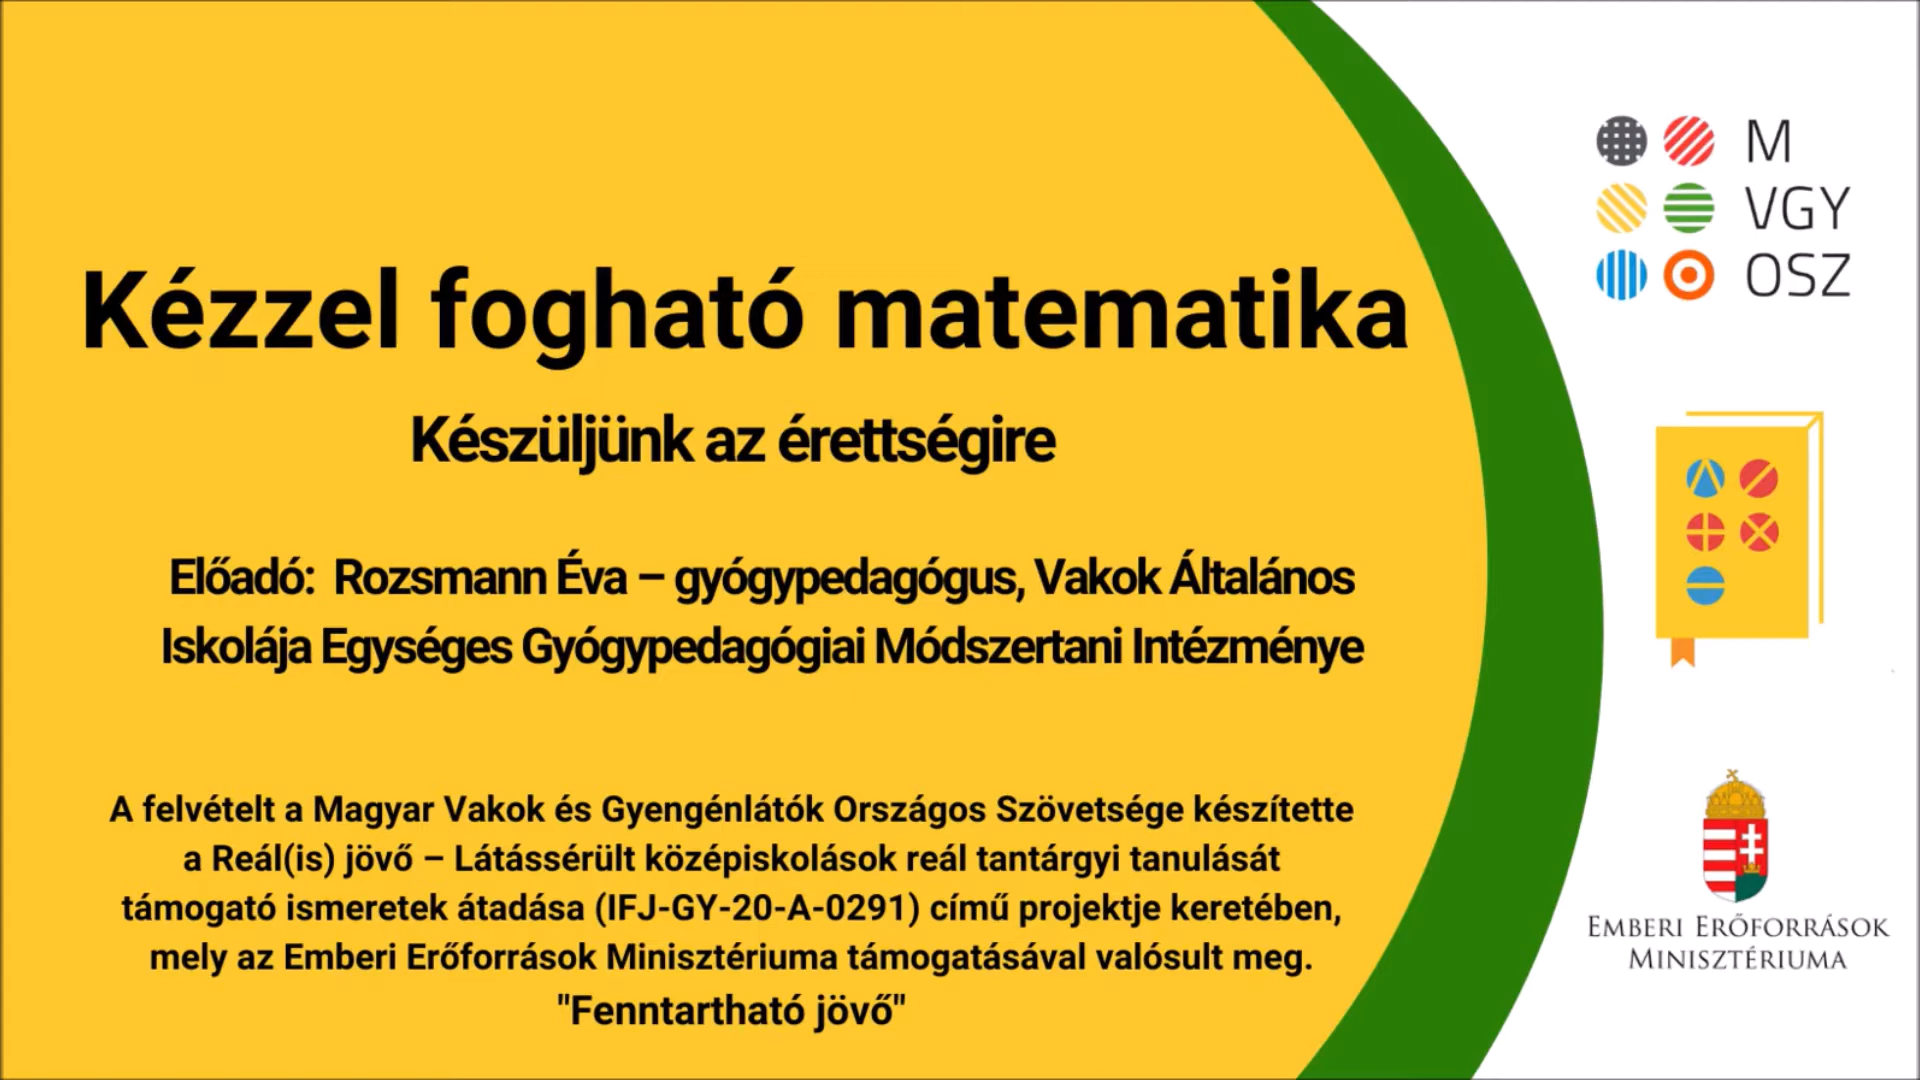 Kézzel fogható matematika
Készüljünk az érettségire
Előadó: Rozsmann Éva – gyógypedagógus, Vakok Általános
Iskolája Egységes Gyógypedagógiai Módszertani Intézménye
A felvételt a Magyar Vakok és Gyengénlátók Országos Szövetsége készítette
a Reál(is) jövő – Látássérült középiskolások reál tantárgyi tanulását
támogató ismeretek átadása (IFJ-GY-20-A-0291) című projektje keretében,
mely az Emberi Erőforrások Minisztériuma támogatásával valósult meg.
"Fenntartható jövő"
M
VGY
OSZ
EMBERI ERŐFORRÁSOK
MINISZTÉRIUMA